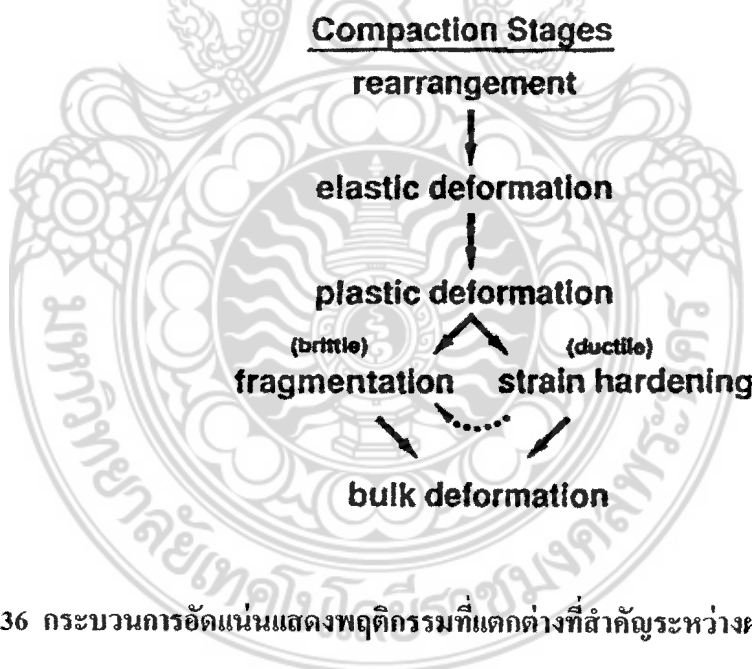 Compaction Stages
rearrangement
elastic deformation
plastic deformation
(brittle) (ductile)
fragmentation strain hardening
bulk deformation
36 กระบวนการอัดแน่นแสดงพฤติกรรมที่แตกต่างที่สำคัญระหว่าง